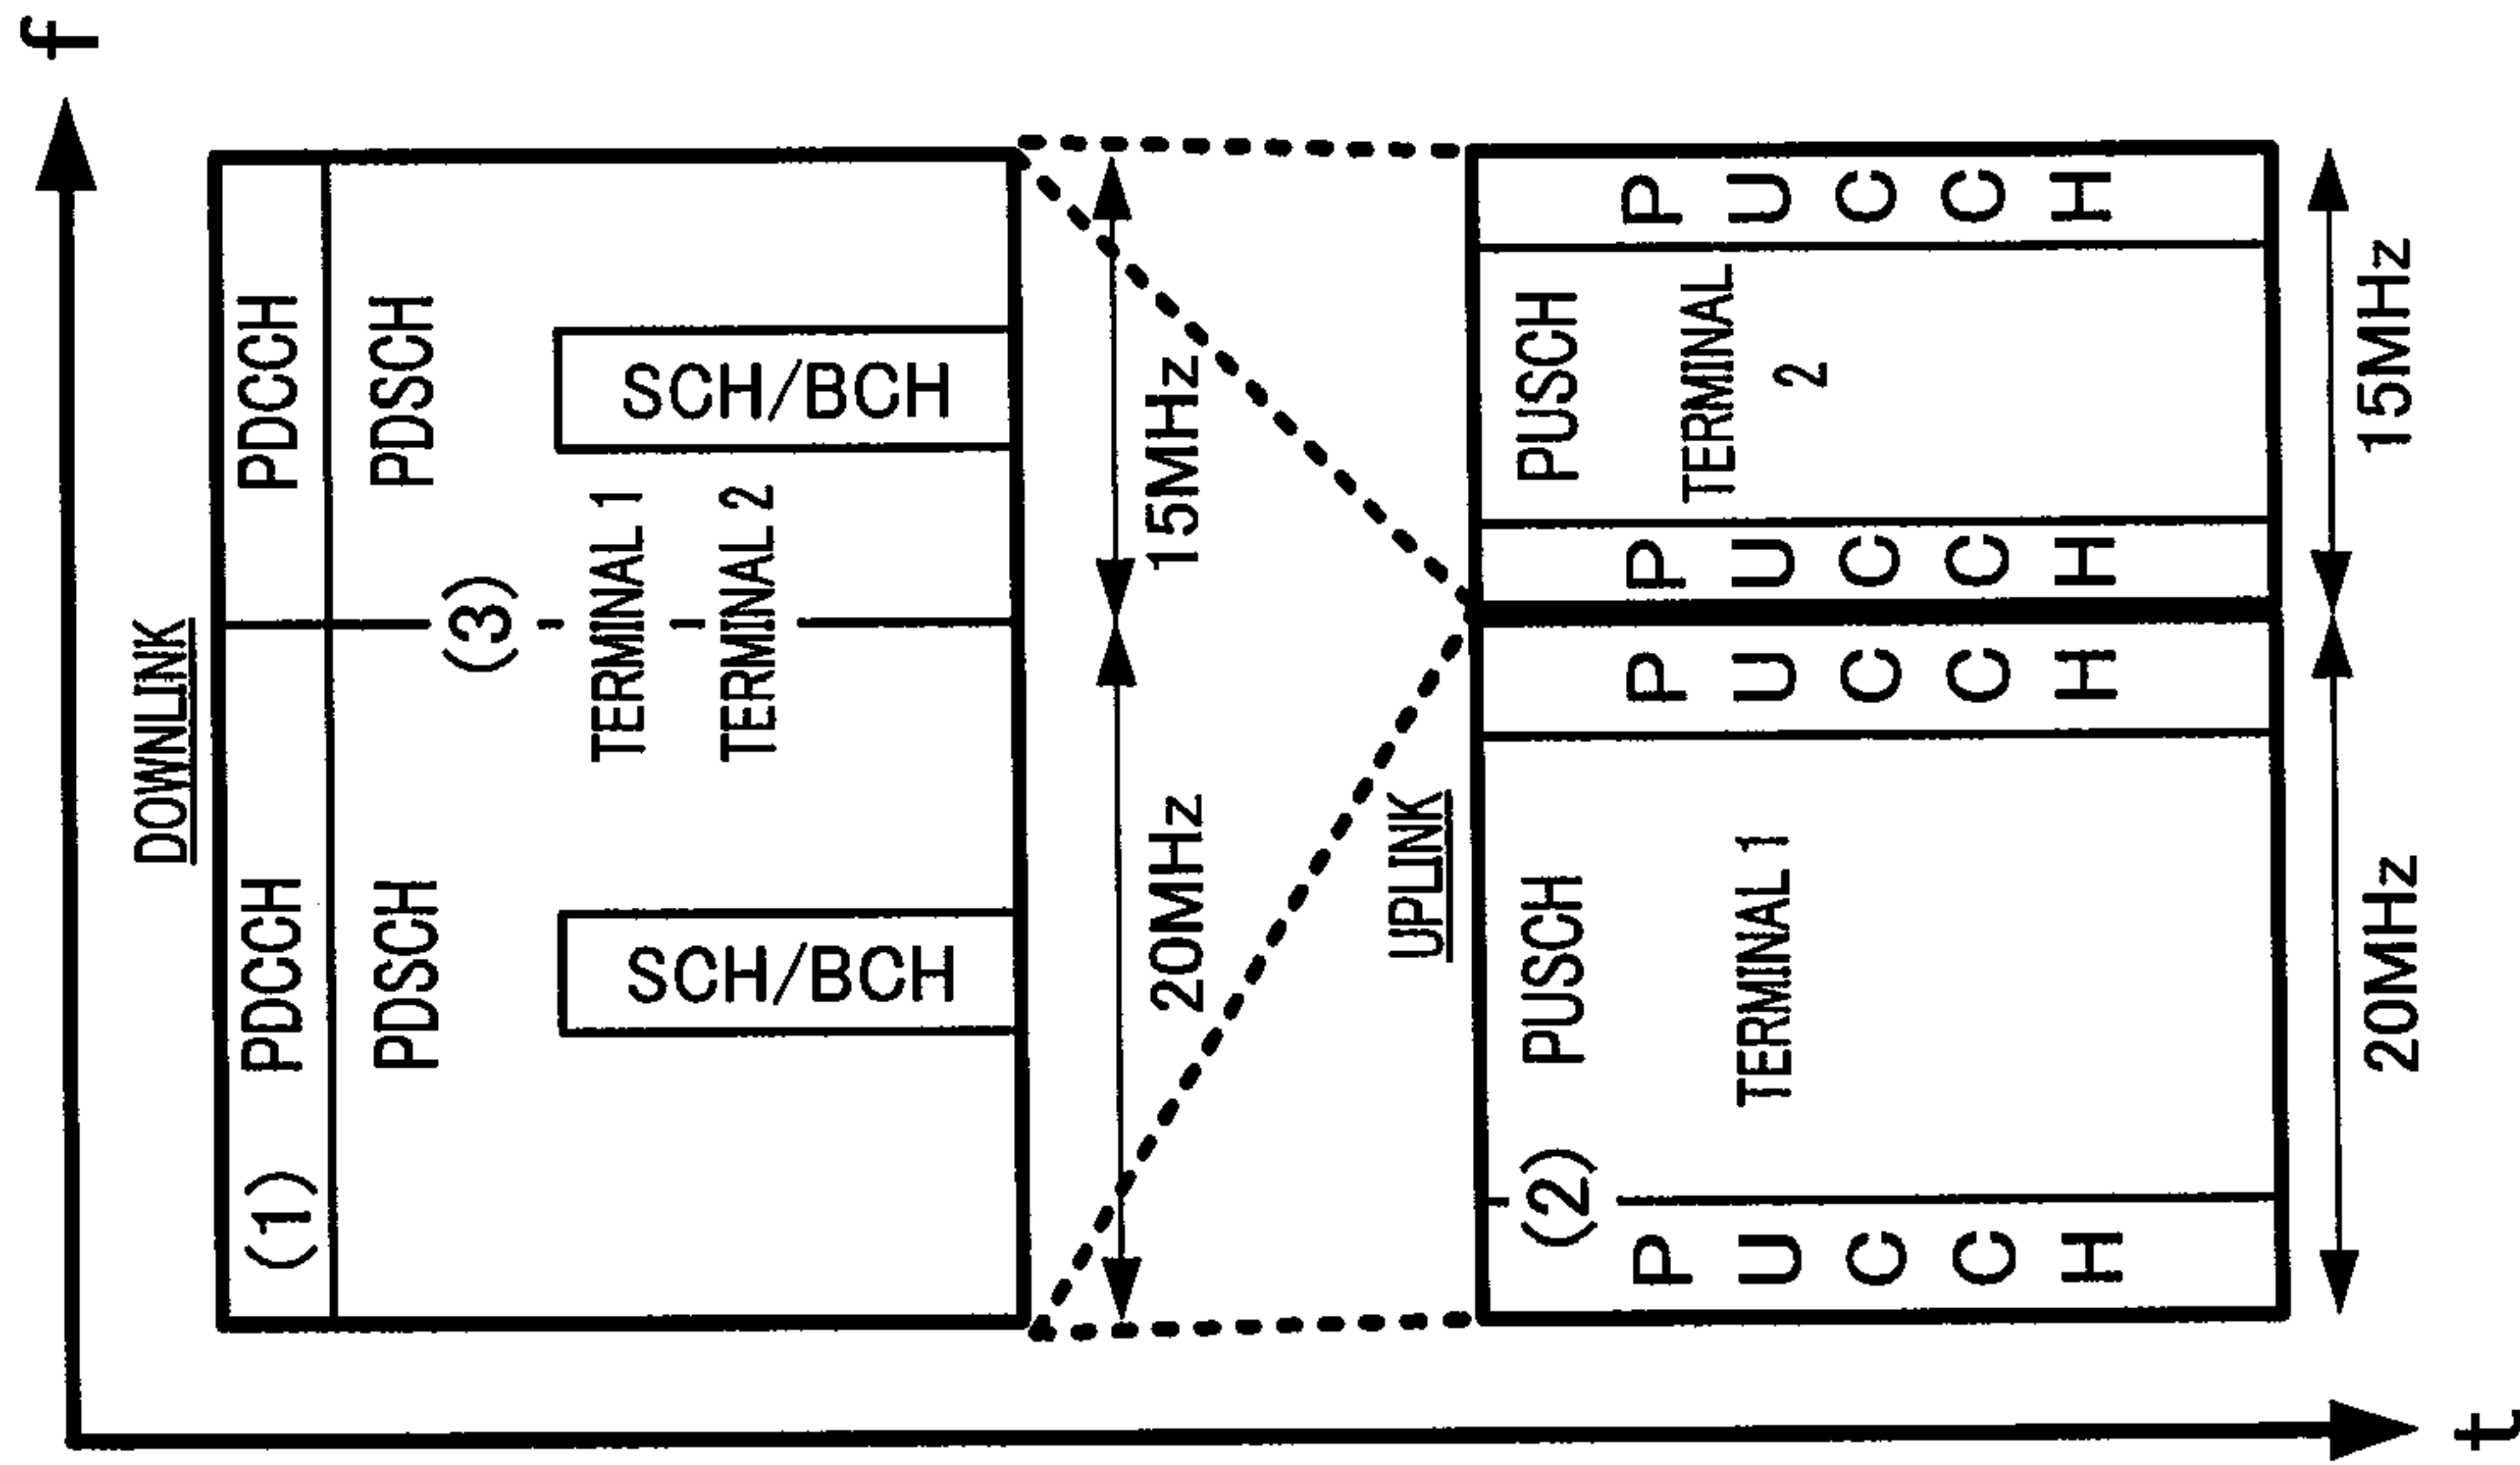 f
DOWNLINK
PDCCH
PDCCH
(1)
PDSCH
PDSCH
(3)
TERMINAL 1
TERMINAL 2
SCH/BCH
SCH/BCH
15MHz
20MHz
UPLINK
PUCCH
PUSCH
TERMINAL
2
PUCCH
PUCCH
PUSCH
TERMINAL 1
(2)
PUCCH
15MHz
20MHz
t